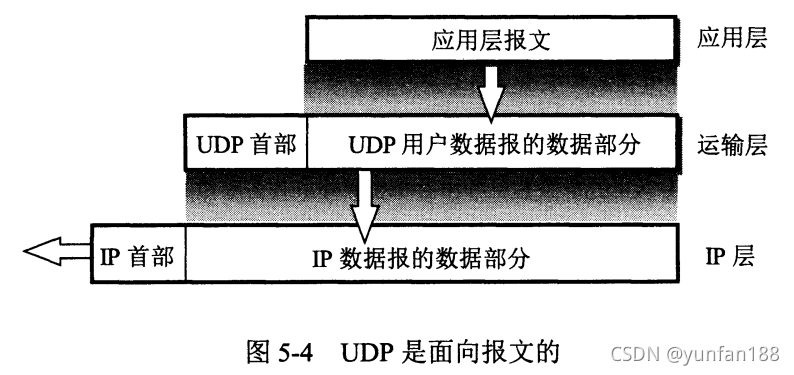 应用层报文 应用层
UDP 首部 UDP 用户数据报的数据部分 运输层
IP 首部 IP 数据报的数据部分 IP 层
图 5-4 UDP 是面向报文的
CSDN @yunfan188